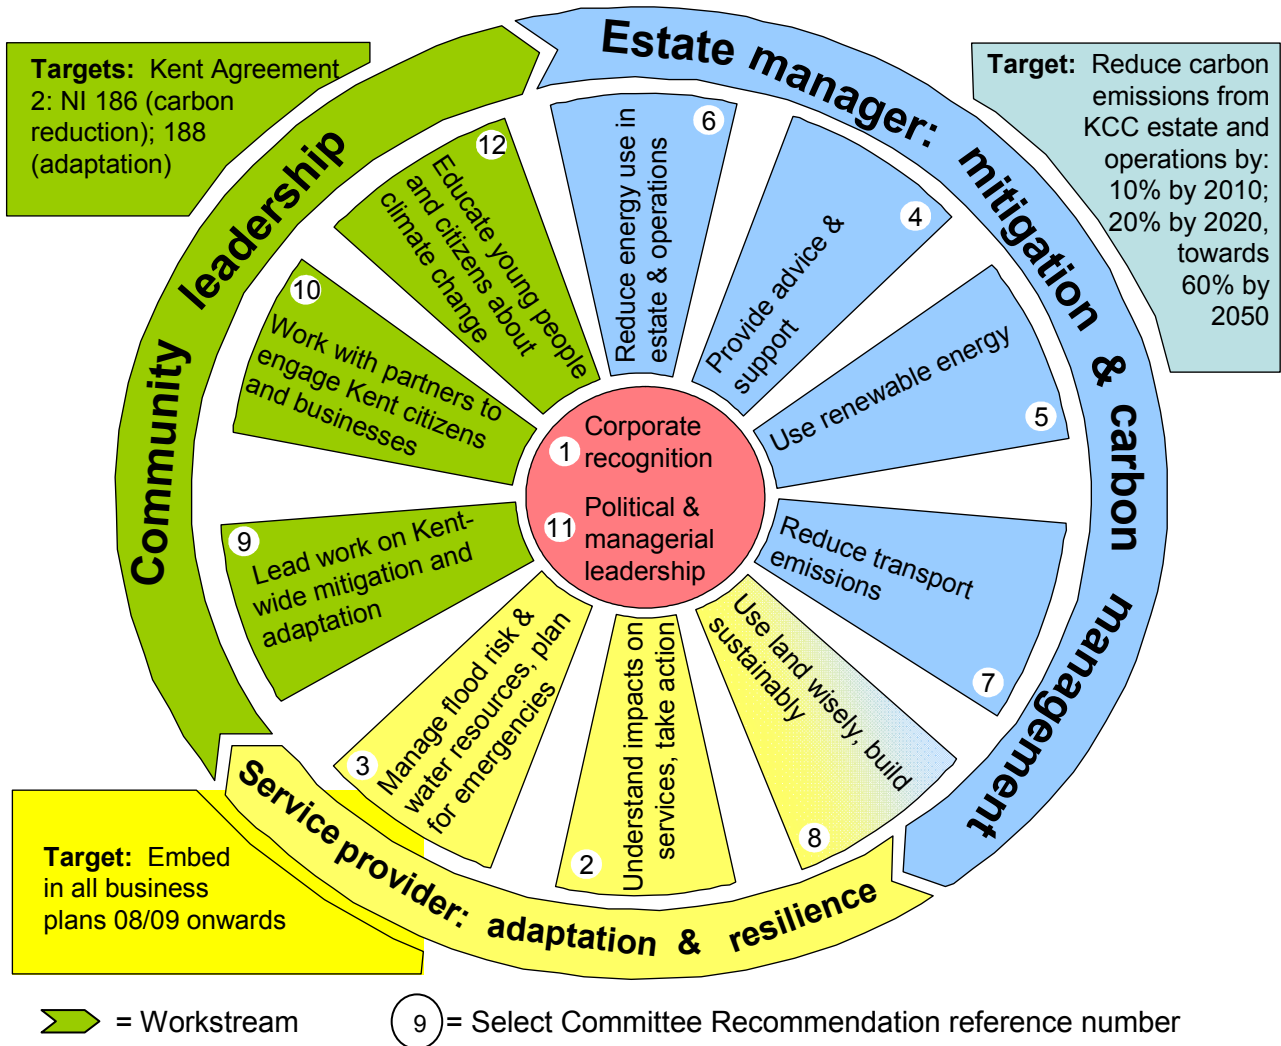 Targets: Kent Agreement
2: NI 186 (carbon
reduction); 188
(adaptation)
Estate manager: mitigation & carbon management
Target: Reduce carbon
emissions from
KCC estate and
operations by:
10% by 2010;
20% by 2020,
towards
60% by
2050
Community leadership
12
Educate young people
and citizens about
climate change
6
Reduce energy use in
estate & operations
4
Provide advice &
support
5
Use renewable energy
7
Reduce transport
emissions
8
Use land wisely, build
sustainably
2
Understand impacts on
services, take action
3
Manage flood risk &
water resources, plan
for emergencies
9
Lead work on Kent-
wide mitigation and
adaptation
10
Work with partners to
engage Kent citizens
and businesses
1
Corporate
recognition
11
Political &
managerial
leadership
Service provider: adaptation & resilience
Target: Embed
in all business
plans 08/09 onwards
= Workstream
9 = Select Committee Recommendation reference number